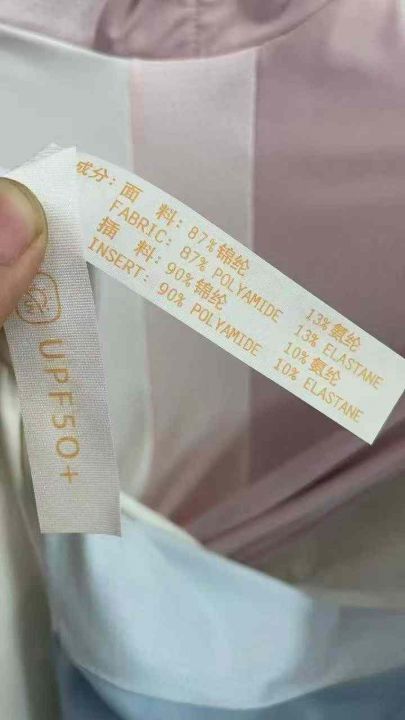 成分：面 料：87%锦纶 13%氨纶
FABRIC: 87% POLYAMIDE 13% ELASTANE
插 料：90%锦纶 10%氨纶
INSERT: 90% POLYAMIDE 10% ELASTANE
UPF50+